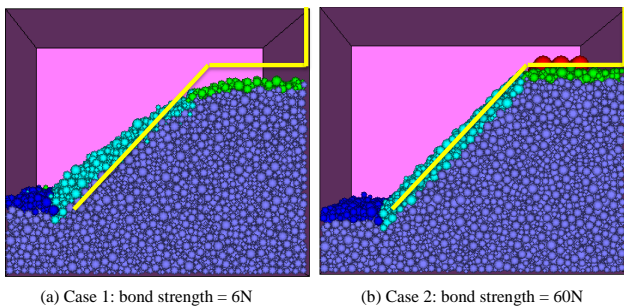 (a) Case 1: bond strength = 6N
(b) Case 2: bond strength = 60N